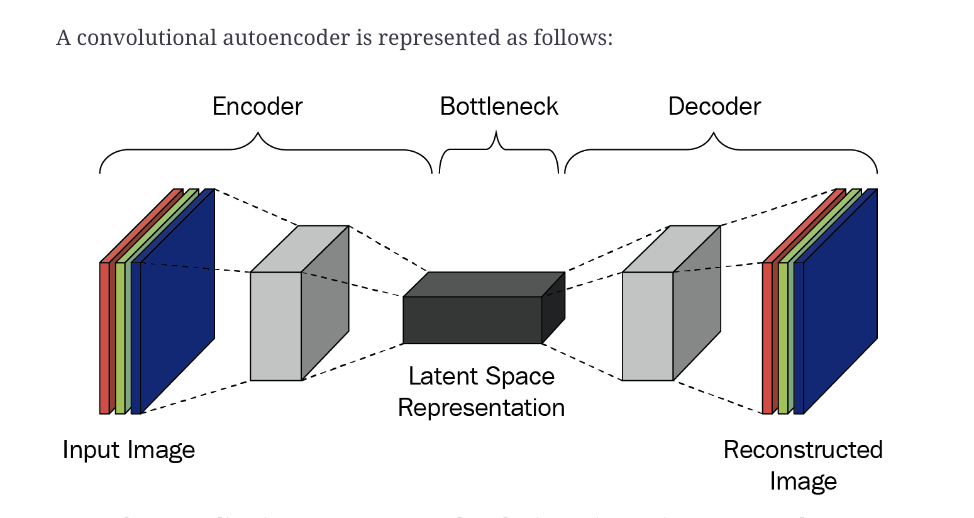 A convolutional autoencoder is represented as follows:
Encoder
Bottleneck
Decoder
Latent Space
Representation
Input Image
Reconstructed
Image